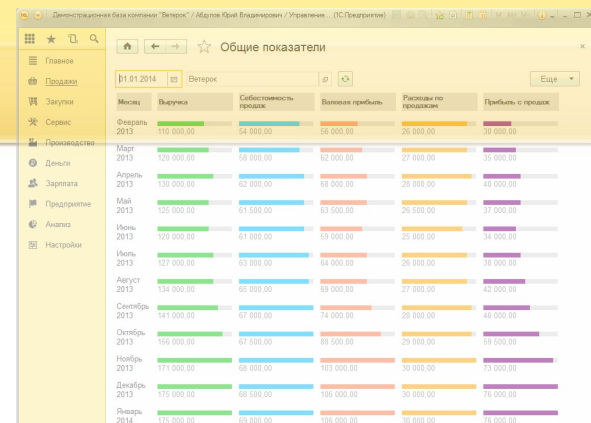 Демонстрационная база компании "Ветерок" / Абдулов Юрий Владимирович / Управление... (1С:Предприятие)
Общие показатели
Главное
Продажи
Закупки
Сервис
Производство
Деньги
Зарплата
Предприятие
Анализ
Настройки
01.01.2014 Ветерок Еще
Месяц Выручка Себестоимость продаж Валовая прибыль Расходы по продажам Прибыль с продаж
Февраль 2013 110 000,00 54 000,00 56 000,00 26 000,00 30 000,00
Март 2013 120 000,00 58 000,00 62 000,00 27 000,00 35 000,00
Апрель 2013 130 000,00 62 000,00 68 000,00 28 000,00 40 000,00
Май 2013 125 000,00 61 500,00 63 500,00 26 500,00 37 000,00
Июнь 2013 120 000,00 61 000,00 59 000,00 25 000,00 34 000,00
Июль 2013 127 000,00 63 000,00 64 000,00 26 000,00 38 000,00
Август 2013 134 000,00 65 000,00 69 000,00 27 000,00 42 000,00
Сентябрь 2013 141 000,00 67 000,00 74 000,00 28 000,00 46 000,00
Октябрь 2013 156 000,00 67 500,00 88 500,00 29 000,00 59 500,00
Ноябрь 2013 171 000,00 68 000,00 103 000,00 30 000,00 73 000,00
Декабрь 2013 175 000,00 68 500,00 106 000,00 30 000,00 76 000,00
Январь 2014 175 000,00 69 000,00 106 000,00 30 000,00 76 000,00